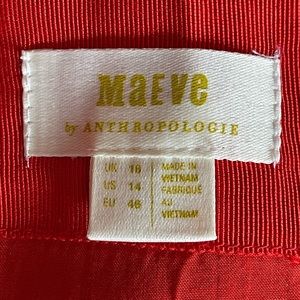 MaEVe
by ANTHROPOLOGIE
UK 18
US 14
EU 46
MADE IN
VIETNAM
FABRIQUÉ
AU
VIETNAM